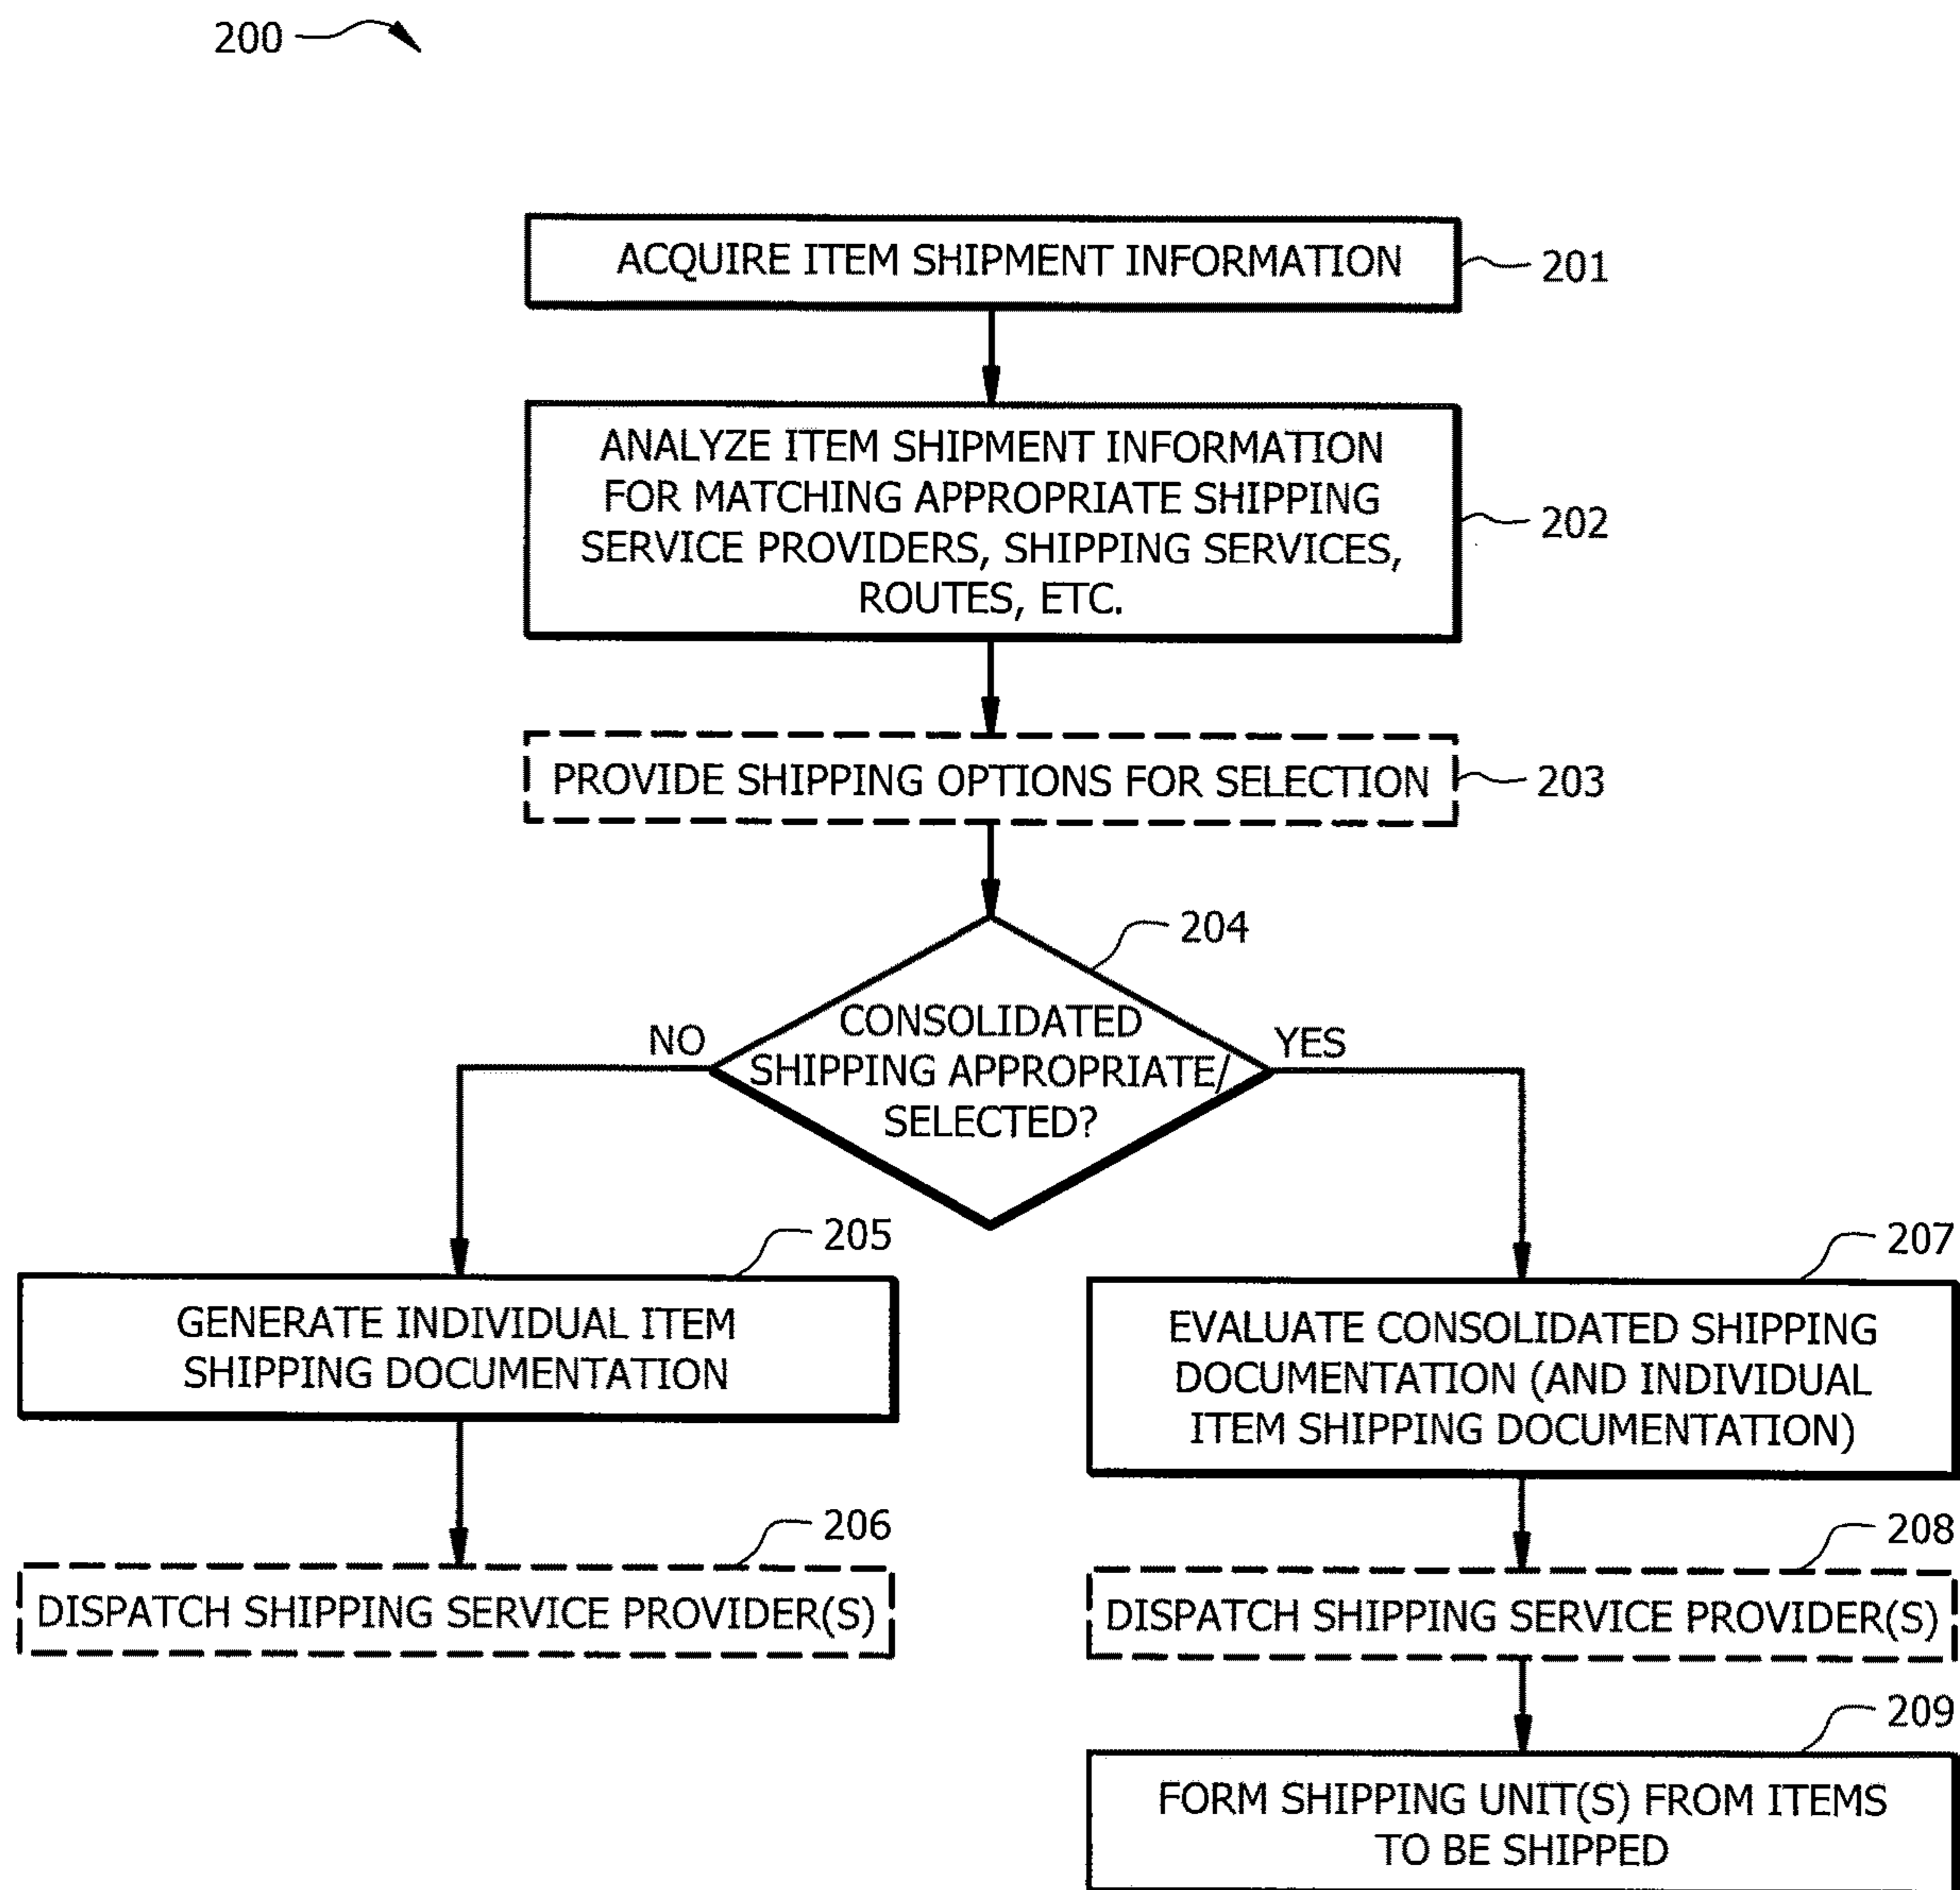 200
ACQUIRE ITEM SHIPMENT INFORMATION
201
ANALYZE ITEM SHIPMENT INFORMATION
FOR MATCHING APPROPRIATE SHIPPING
SERVICE PROVIDERS, SHIPPING SERVICES,
ROUTES, ETC.
202
PROVIDE SHIPPING OPTIONS FOR SELECTION
203
204
CONSOLIDATED
SHIPPING APPROPRIATE/
SELECTED?
NO
YES
205
GENERATE INDIVIDUAL ITEM
SHIPPING DOCUMENTATION
206
DISPATCH SHIPPING SERVICE PROVIDER(S)
207
EVALUATE CONSOLIDATED SHIPPING
DOCUMENTATION (AND INDIVIDUAL
ITEM SHIPPING DOCUMENTATION)
208
DISPATCH SHIPPING SERVICE PROVIDER(S)
209
FORM SHIPPING UNIT(S) FROM ITEMS
TO BE SHIPPED